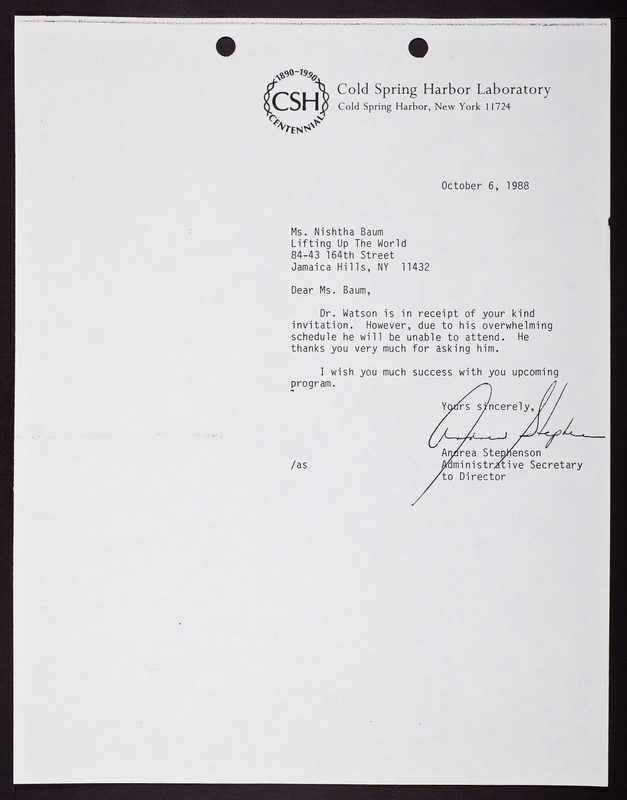 1890-1990
CSH
CENTENNIAL
Cold Spring Harbor Laboratory
Cold Spring Harbor, New York 11724
October 6, 1988
Ms. Nishtha Baum
Lifting Up The World
84-43 164th Street
Jamaica Hills, NY 11432
Dear Ms. Baum,
Dr. Watson is in receipt of your kind
invitation. However, due to his overwhelming
schedule he will be unable to attend. He
thanks you very much for asking him.
I wish you much success with you upcoming
program.
Yours sincerely,
Andrea Stephenson
Andrea Stephenson
/as
Administrative Secretary
to Director